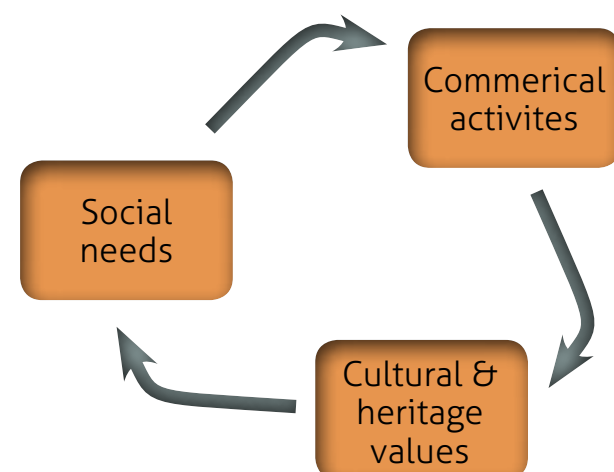 Commerical
activites
Social
needs
Cultural &
heritage
values